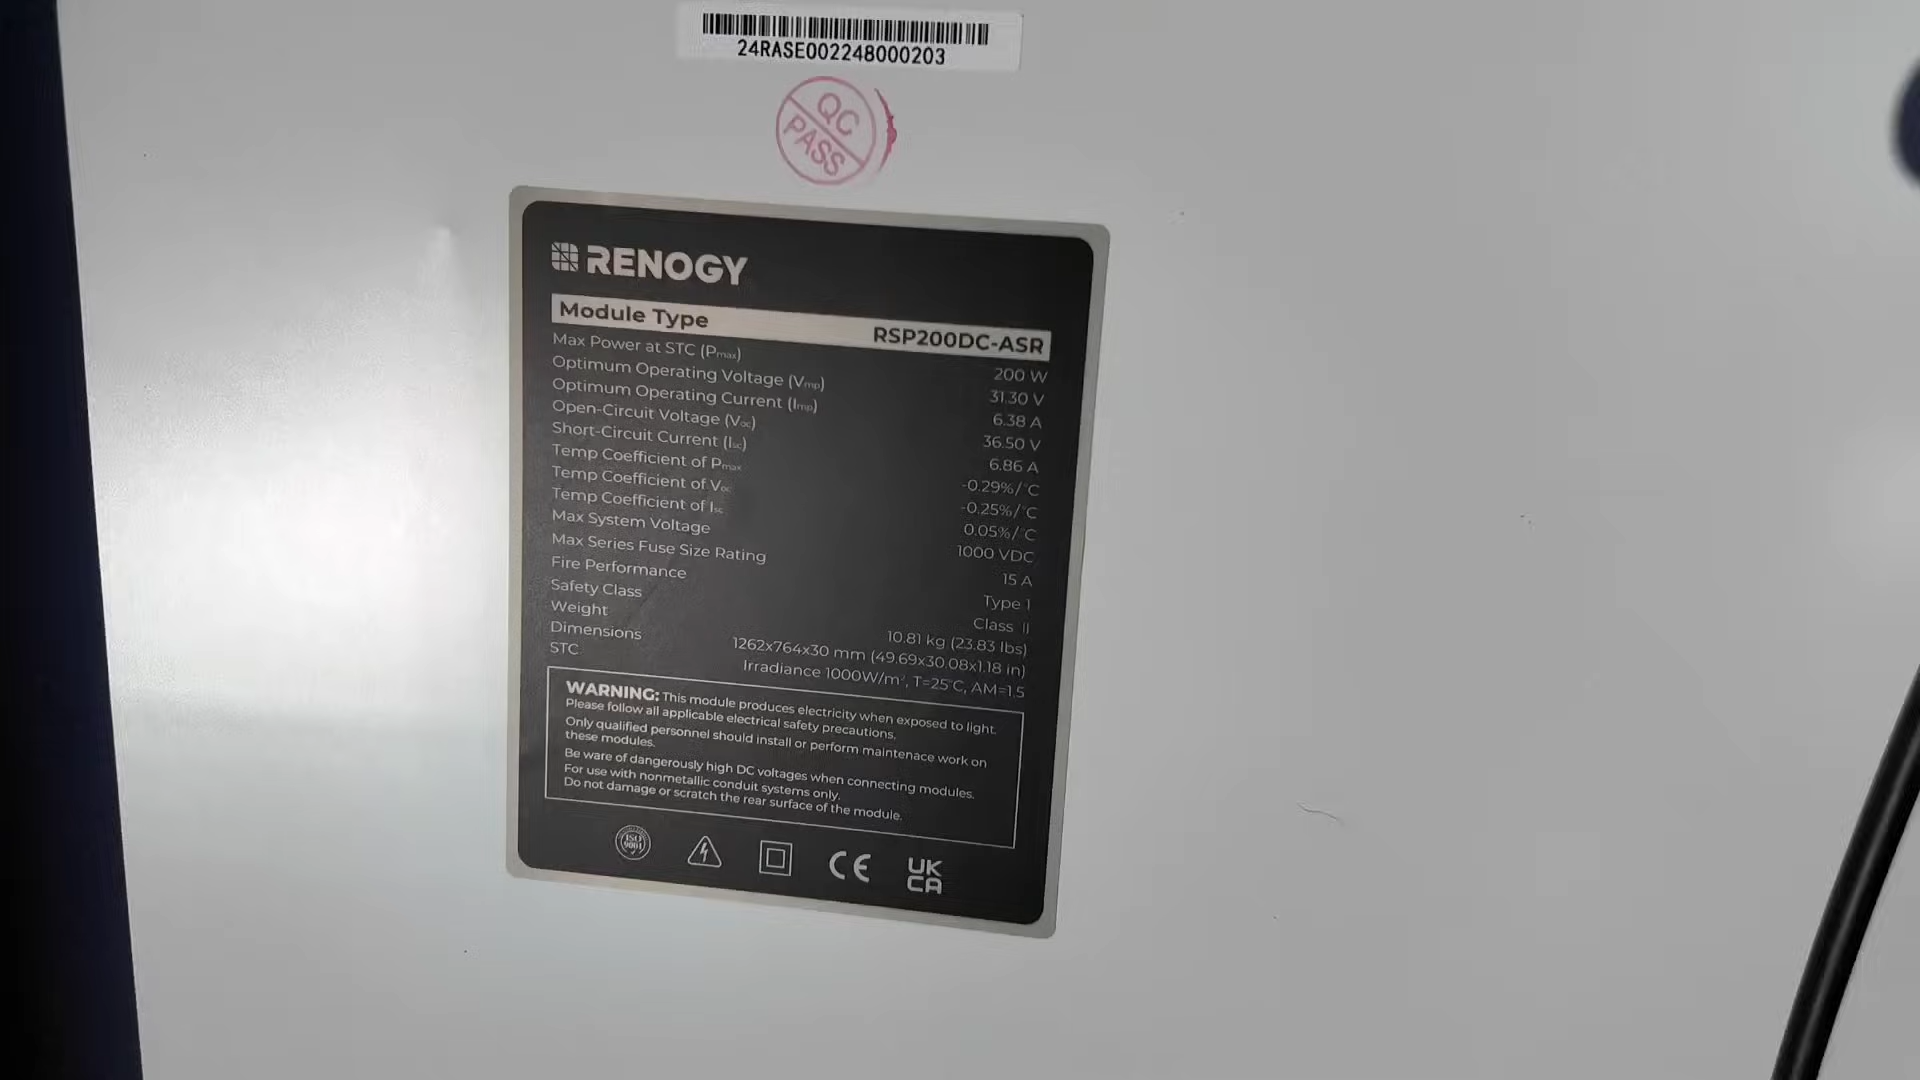 24RASE002248000203
QC
PASS
RENOGY
Module Type RSP200DC-ASR
Max Power at STC (Pmax) 200 W
Optimum Operating Voltage (Vmp) 31.30 V
Optimum Operating Current (Imp) 6.38 A
Open-Circuit Voltage (Voc) 36.50 V
Short-Circuit Current (Isc) 6.86 A
Temp Coefficient of Pmax -0.29%/°C
Temp Coefficient of Voc -0.25%/°C
Temp Coefficient of Isc 0.05%/°C
Max System Voltage 1000 VDC
Max Series Fuse Size Rating 15 A
Fire Performance Type 1
Safety Class Class II
Weight 10.81 kg (23.83 lbs)
Dimensions 1262x764x30 mm (49.69x30.08x1.18 in)
STC Irradiance 1000W/m², T=25°C, AM=1.5
WARNING: This module produces electricity when exposed to light.
Please follow all applicable electrical safety precautions.
Only qualified personnel should install or perform maintenace work on
these modules.
Be ware of dangerously high DC voltages when connecting modules.
For use with nonmetallic conduit systems only.
Do not damage or scratch the rear surface of the module.
ISO
9001
CE
UK
CA